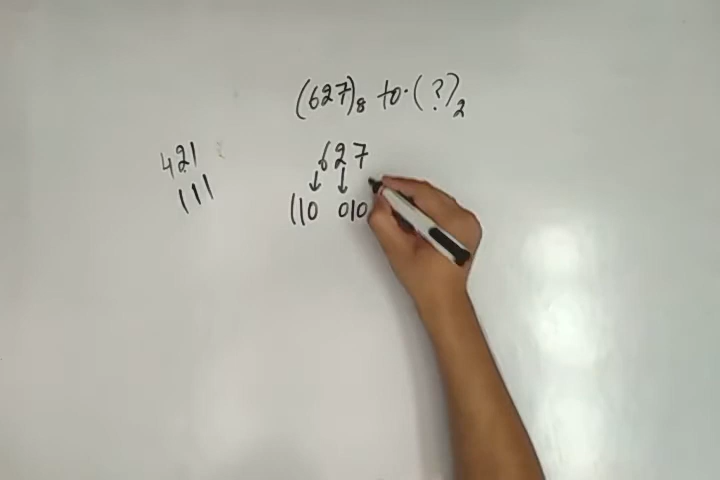 (627)8 to (?)2
421 627
111 ↓ ↓
110 010